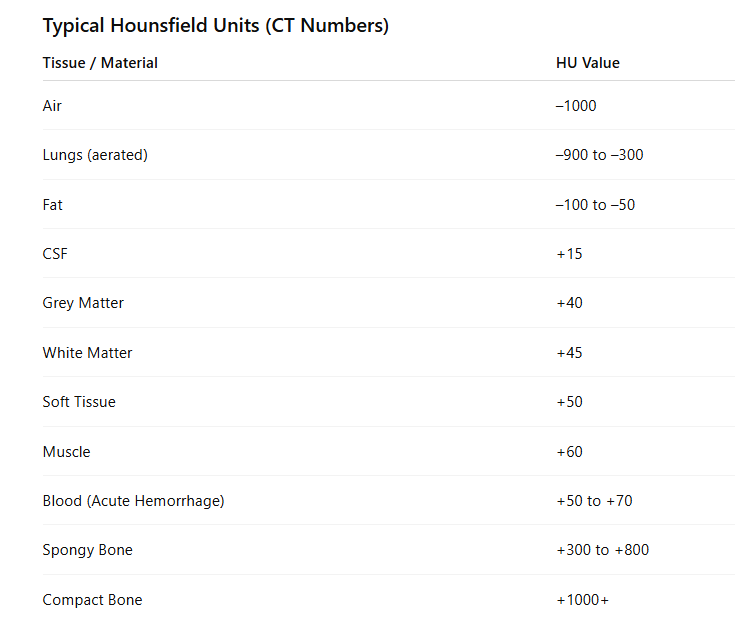 Typical Hounsfield Units (CT Numbers)
Tissue / Material HU Value
Air –1000
Lungs (aerated) –900 to –300
Fat –100 to –50
CSF +15
Grey Matter +40
White Matter +45
Soft Tissue +50
Muscle +60
Blood (Acute Hemorrhage) +50 to +70
Spongy Bone +300 to +800
Compact Bone +1000+